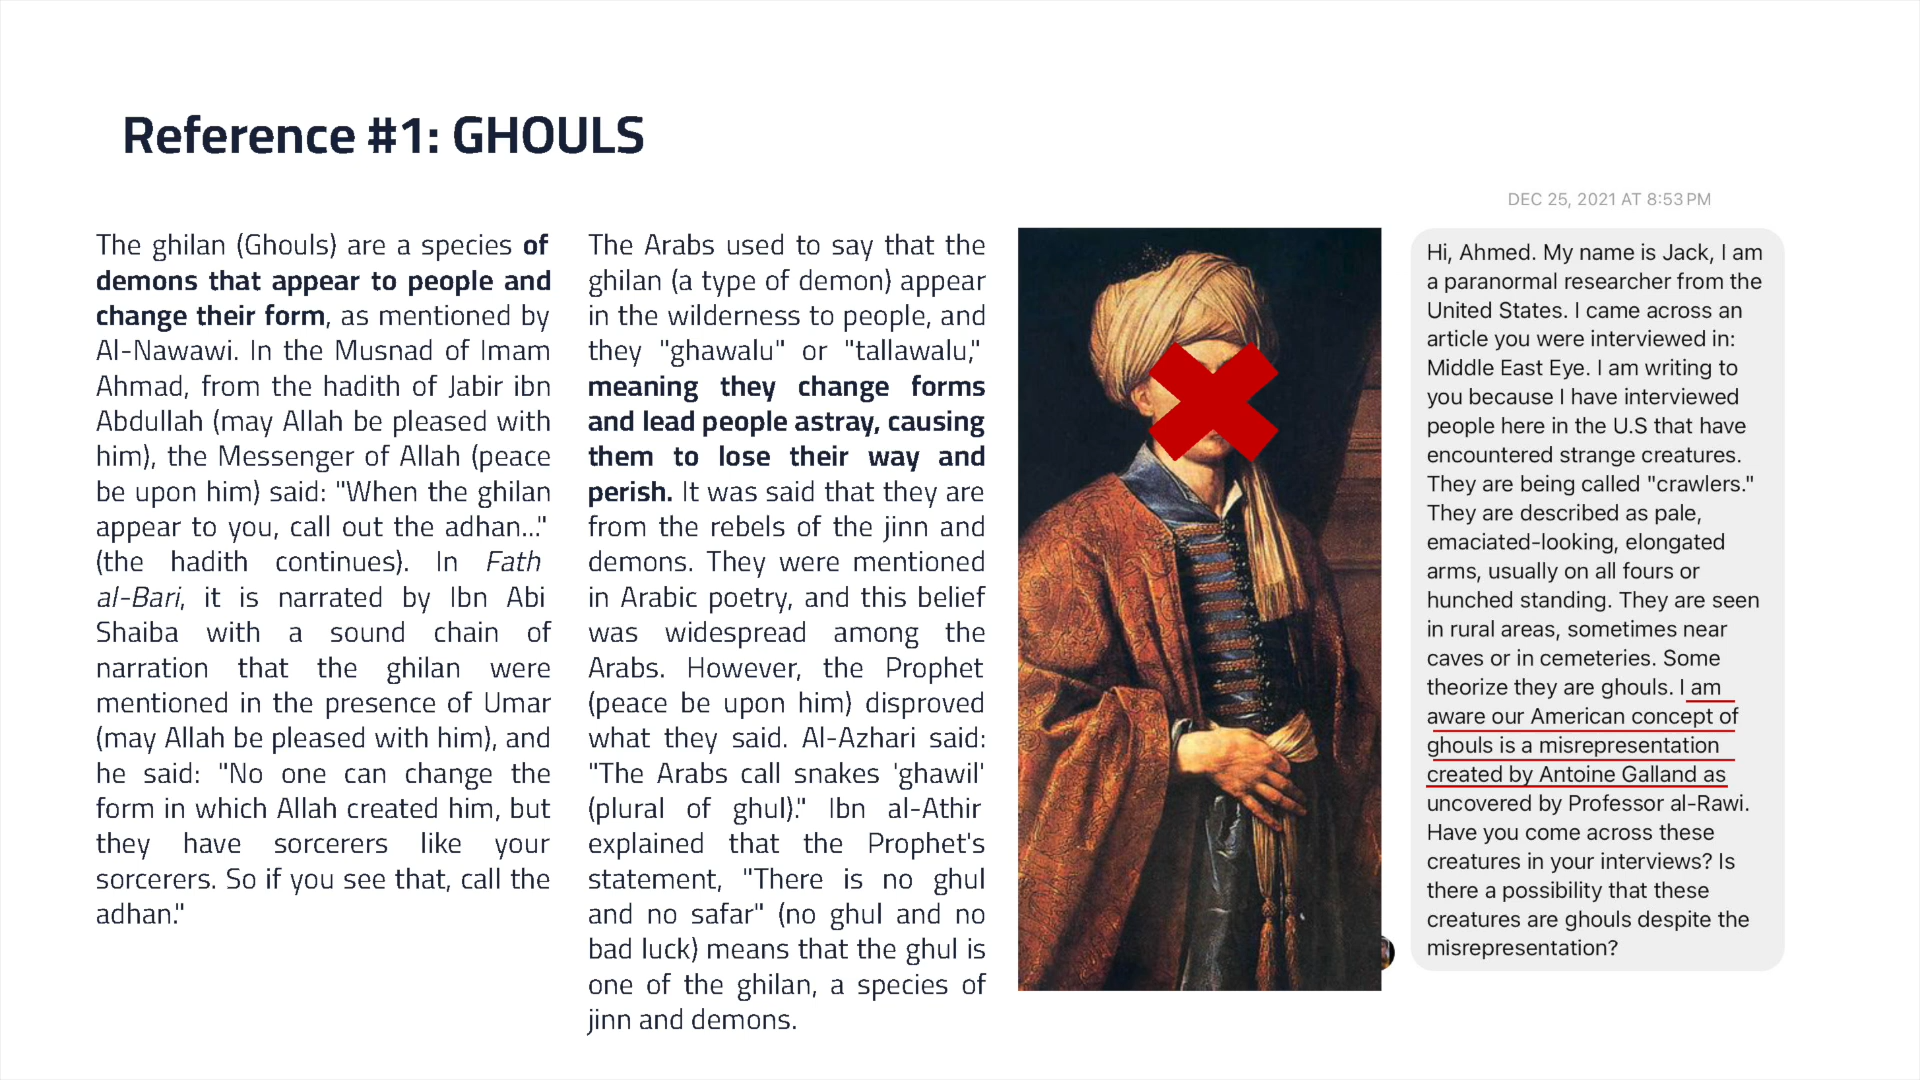 Reference #1: GHOULS
The ghilan (Ghouls) are a species of
demons that appear to people and
change their form, as mentioned by
Al-Nawawi. In the Musnad of Imam
Ahmad, from the hadith of Jabir ibn
Abdullah (may Allah be pleased with
him), the Messenger of Allah (peace
be upon him) said: "When the ghilan
appear to you, call out the adhan..."
(the hadith continues). In Fath
al-Bari, it is narrated by Ibn Abi
Shaiba with a sound chain of
narration that the ghilan were
mentioned in the presence of Umar
(may Allah be pleased with him), and
he said: "No one can change the
form in which Allah created him, but
they have sorcerers like your
sorcerers. So if you see that, call the
adhan."
The Arabs used to say that the
ghilan (a type of demon) appear
in the wilderness to people, and
they "ghawalu" or "tallawalu,"
meaning they change forms
and lead people astray, causing
them to lose their way and
perish. It was said that they are
from the rebels of the jinn and
demons. They were mentioned
in Arabic poetry, and this belief
was widespread among the
Arabs. However, the Prophet
(peace be upon him) disproved
what they said. Al-Azhari said:
"The Arabs call snakes 'ghawil'
(plural of ghul)." Ibn al-Athir
explained that the Prophet's
statement, "There is no ghul
and no safar" (no ghul and no
bad luck) means that the ghul is
one of the ghilan, a species of
jinn and demons.
DEC 25, 2021 AT 8:53 PM
Hi, Ahmed. My name is Jack, I am
a paranormal researcher from the
United States. I came across an
article you were interviewed in:
Middle East Eye. I am writing to
you because I have interviewed
people here in the U.S that have
encountered strange creatures.
They are being called "crawlers."
They are described as pale,
emaciated-looking, elongated
arms, usually on all fours or
hunched standing. They are seen
in rural areas, sometimes near
caves or in cemeteries. Some
theorize they are ghouls. I am
aware our American concept of
ghouls is a misrepresentation
created by Antoine Galland as
uncovered by Professor al-Rawi.
Have you come across these
creatures in your interviews? Is
there a possibility that these
creatures are ghouls despite the
misrepresentation?